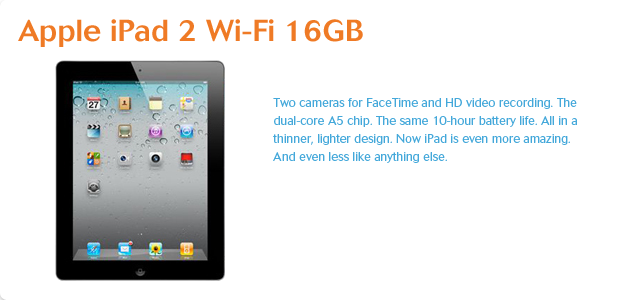 Apple iPad 2 Wi-Fi 16GB
27
Two cameras for FaceTime and HD video recording. The
dual-core A5 chip. The same 10-hour battery life. All in a
thinner, lighter design. Now iPad is even more amazing.
And even less like anything else.